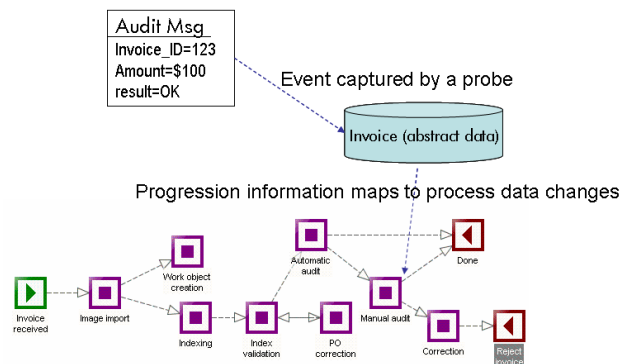 Audit Msg
Invoice_ID=123
Amount=$100
result=OK
Event captured by a probe
Invoice (abstract data)
Progression information maps to process data changes
Work object
creation
Automatic
audit
Done
Invoice
received
Image import
Indexing
Index
validation
PO
correction
Manual audit
Correction
Reject
invoice